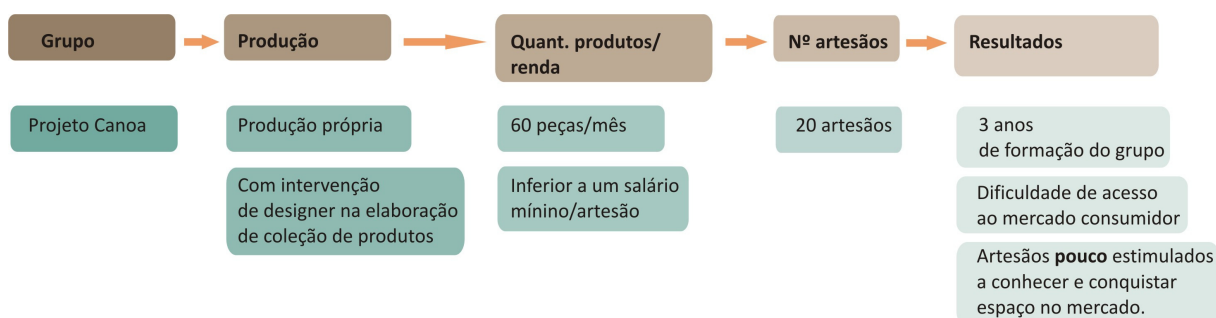 Grupo
Produção
Quant. produtos/
renda
Nº artesãos
Resultados
Projeto Canoa
Produção própria
Com intervenção
de designer na elaboração
de coleção de produtos
60 peças/mês
Inferior a um salário
mínino/artesão
20 artesãos
3 anos
de formação do grupo
Dificuldade de acesso
ao mercado consumidor
Artesãos pouco estimulados
a conhecer e conquistar
espaço no mercado.